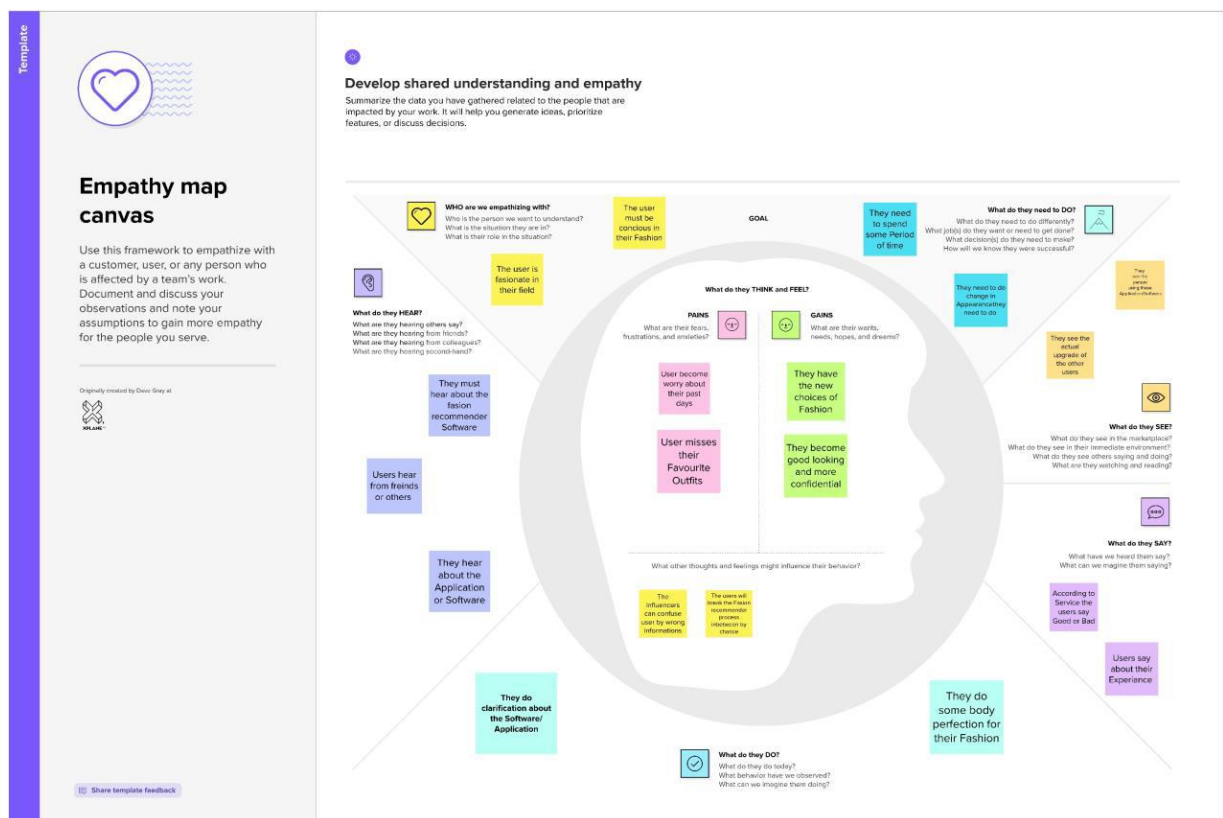 Template
Empathy map
canvas
Use this framework to empathize with
a customer, user, or any person who
is affected by a team's work.
Document and discuss your
observations and note your
assumptions to gain more empathy
for the people you serve.
Originally created by Dave Gray at
XPLANE
Share template feedback
Develop shared understanding and empathy
Summarize the data you have gathered related to the people that are
impacted by your work. It will help you generate ideas, prioritize
features, or discuss decisions.
WHO are we empathizing with?
Who is the person we want to understand?
What is the situation they are in?
What is their role in the situation?
The user
must be
concious in
their Fashion
The user is
fasionate in
their field
GOAL
They need
to spend
some Period
of time
What do they need to DO?
What do they need to do differently?
What job(s) do they want or need to get done?
What decision(s) do they need to make?
How will we know they were successful?
They need to do
change in
Appearancethey
need to do
They
see the
person
using these
What do they HEAR?
What are they hearing others say?
What are they hearing from friends?
What are they hearing from colleagues?
What are they hearing second-hand?
They must
hear about the
fasion
recommender
Software
Users hear
from freinds
or others
They hear
about the
Application
or Software
What do they THINK and FEEL?
PAINS
What are their fears,
frustrations, and anxieties?
User become
worry about
their past
days
User misses
their
Favourite
Outfits
GAINS
What are their wants,
needs, hopes, and dreams?
They have
the new
choices of
Fashion
They become
good looking
and more
confidential
What other thoughts and feelings might influence their behavior?
The
influencers
can confuse
user by wrong
informations
The users will
break the Fasion
recommender
process
inbetween by
chance
They see the
actual
upgrade of
the other
users
What do they SEE?
What do they see in the marketplace?
What do they see in their immediate environment?
What do they see others saying and doing?
What are they watching and reading?
What do they SAY?
What have we heard them say?
What can we magine them saying?
According to
Service the
users say
Good or Bad
Users say
about their
Experiance
They do
clarification about
the Software/
Application
What do they DO?
What do they do today?
What behavior have we observed?
What can we imagine them doing?
They do
some body
perfection for
their Fashion